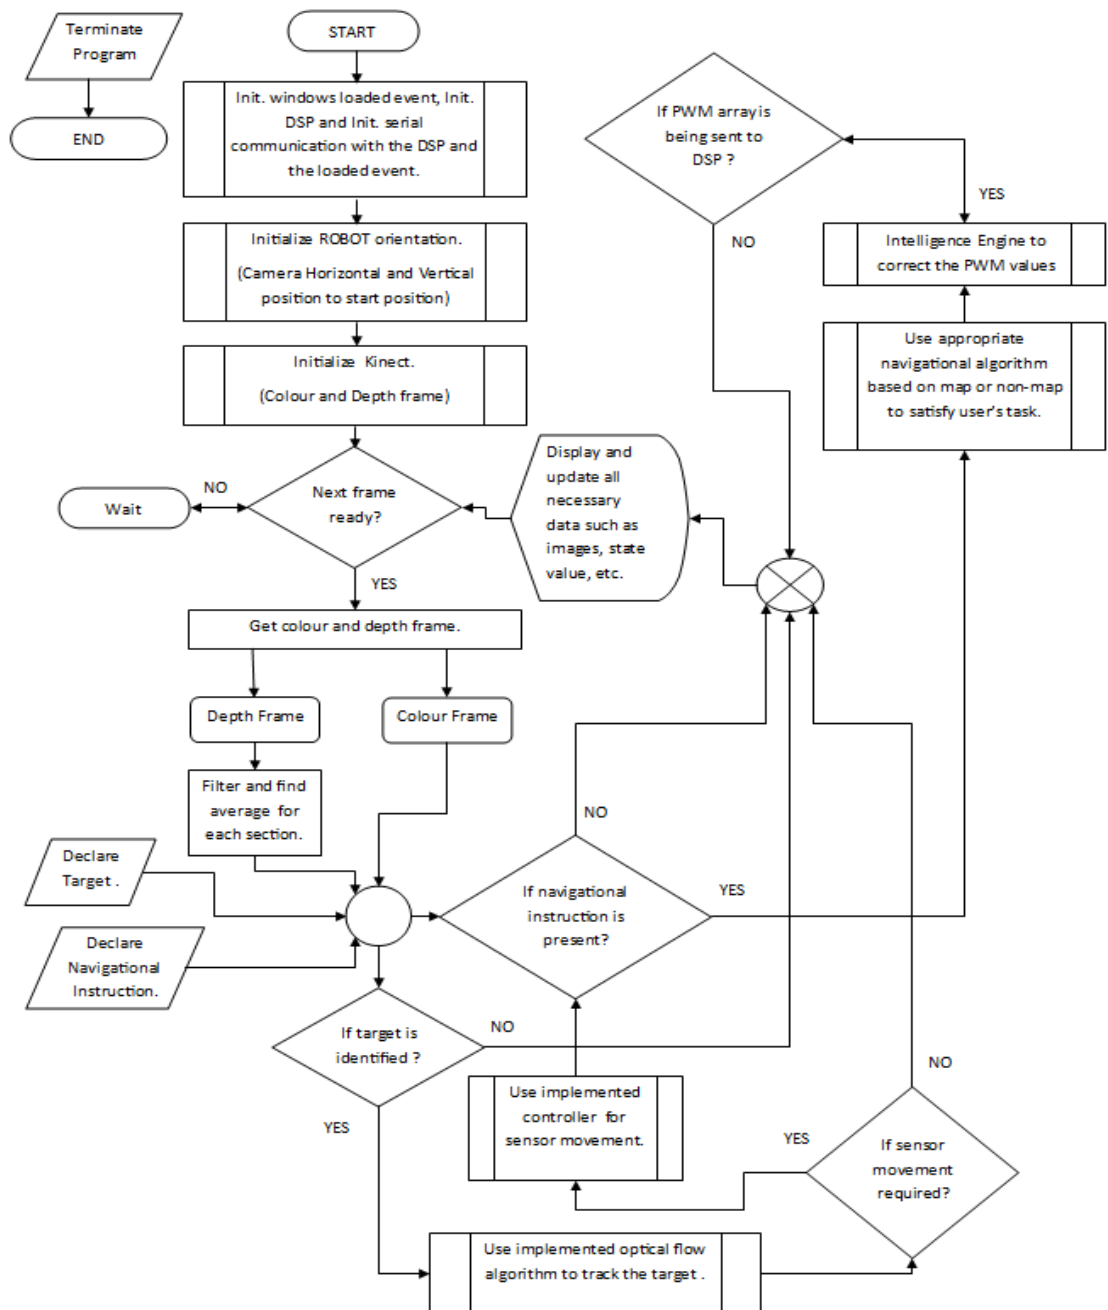 Terminate
Program
END
START
Init. windows loaded event, Init.
DSP and Init. serial
communication with the DSP and
the loaded event.
Initialize ROBOT orientation.
(Camera Horizontal and Vertical
position to start position)
Initialize Kinect.
(Colour and Depth frame)
Next frame
ready?
NO
Wait
YES
Get colour and depth frame.
Depth Frame
Colour Frame
Filter and find
average for
each section.
Declare
Target .
Declare
Navigational
Instruction.
If target is
identified ?
NO
YES
Use implemented optical flow
algorithm to track the target .
If sensor
movement
required?
YES
NO
Use implemented
controller for
sensor movement.
If navigational
instruction is
present?
NO
YES
Use appropriate
navigational algorithm
based on map or non-map
to satisfy user's task.
Intelligence Engine to
correct the PWM values
YES
If PWM array is
being sent to
DSP ?
NO
Display and
update all
necessary
data such as
images, state
value, etc.